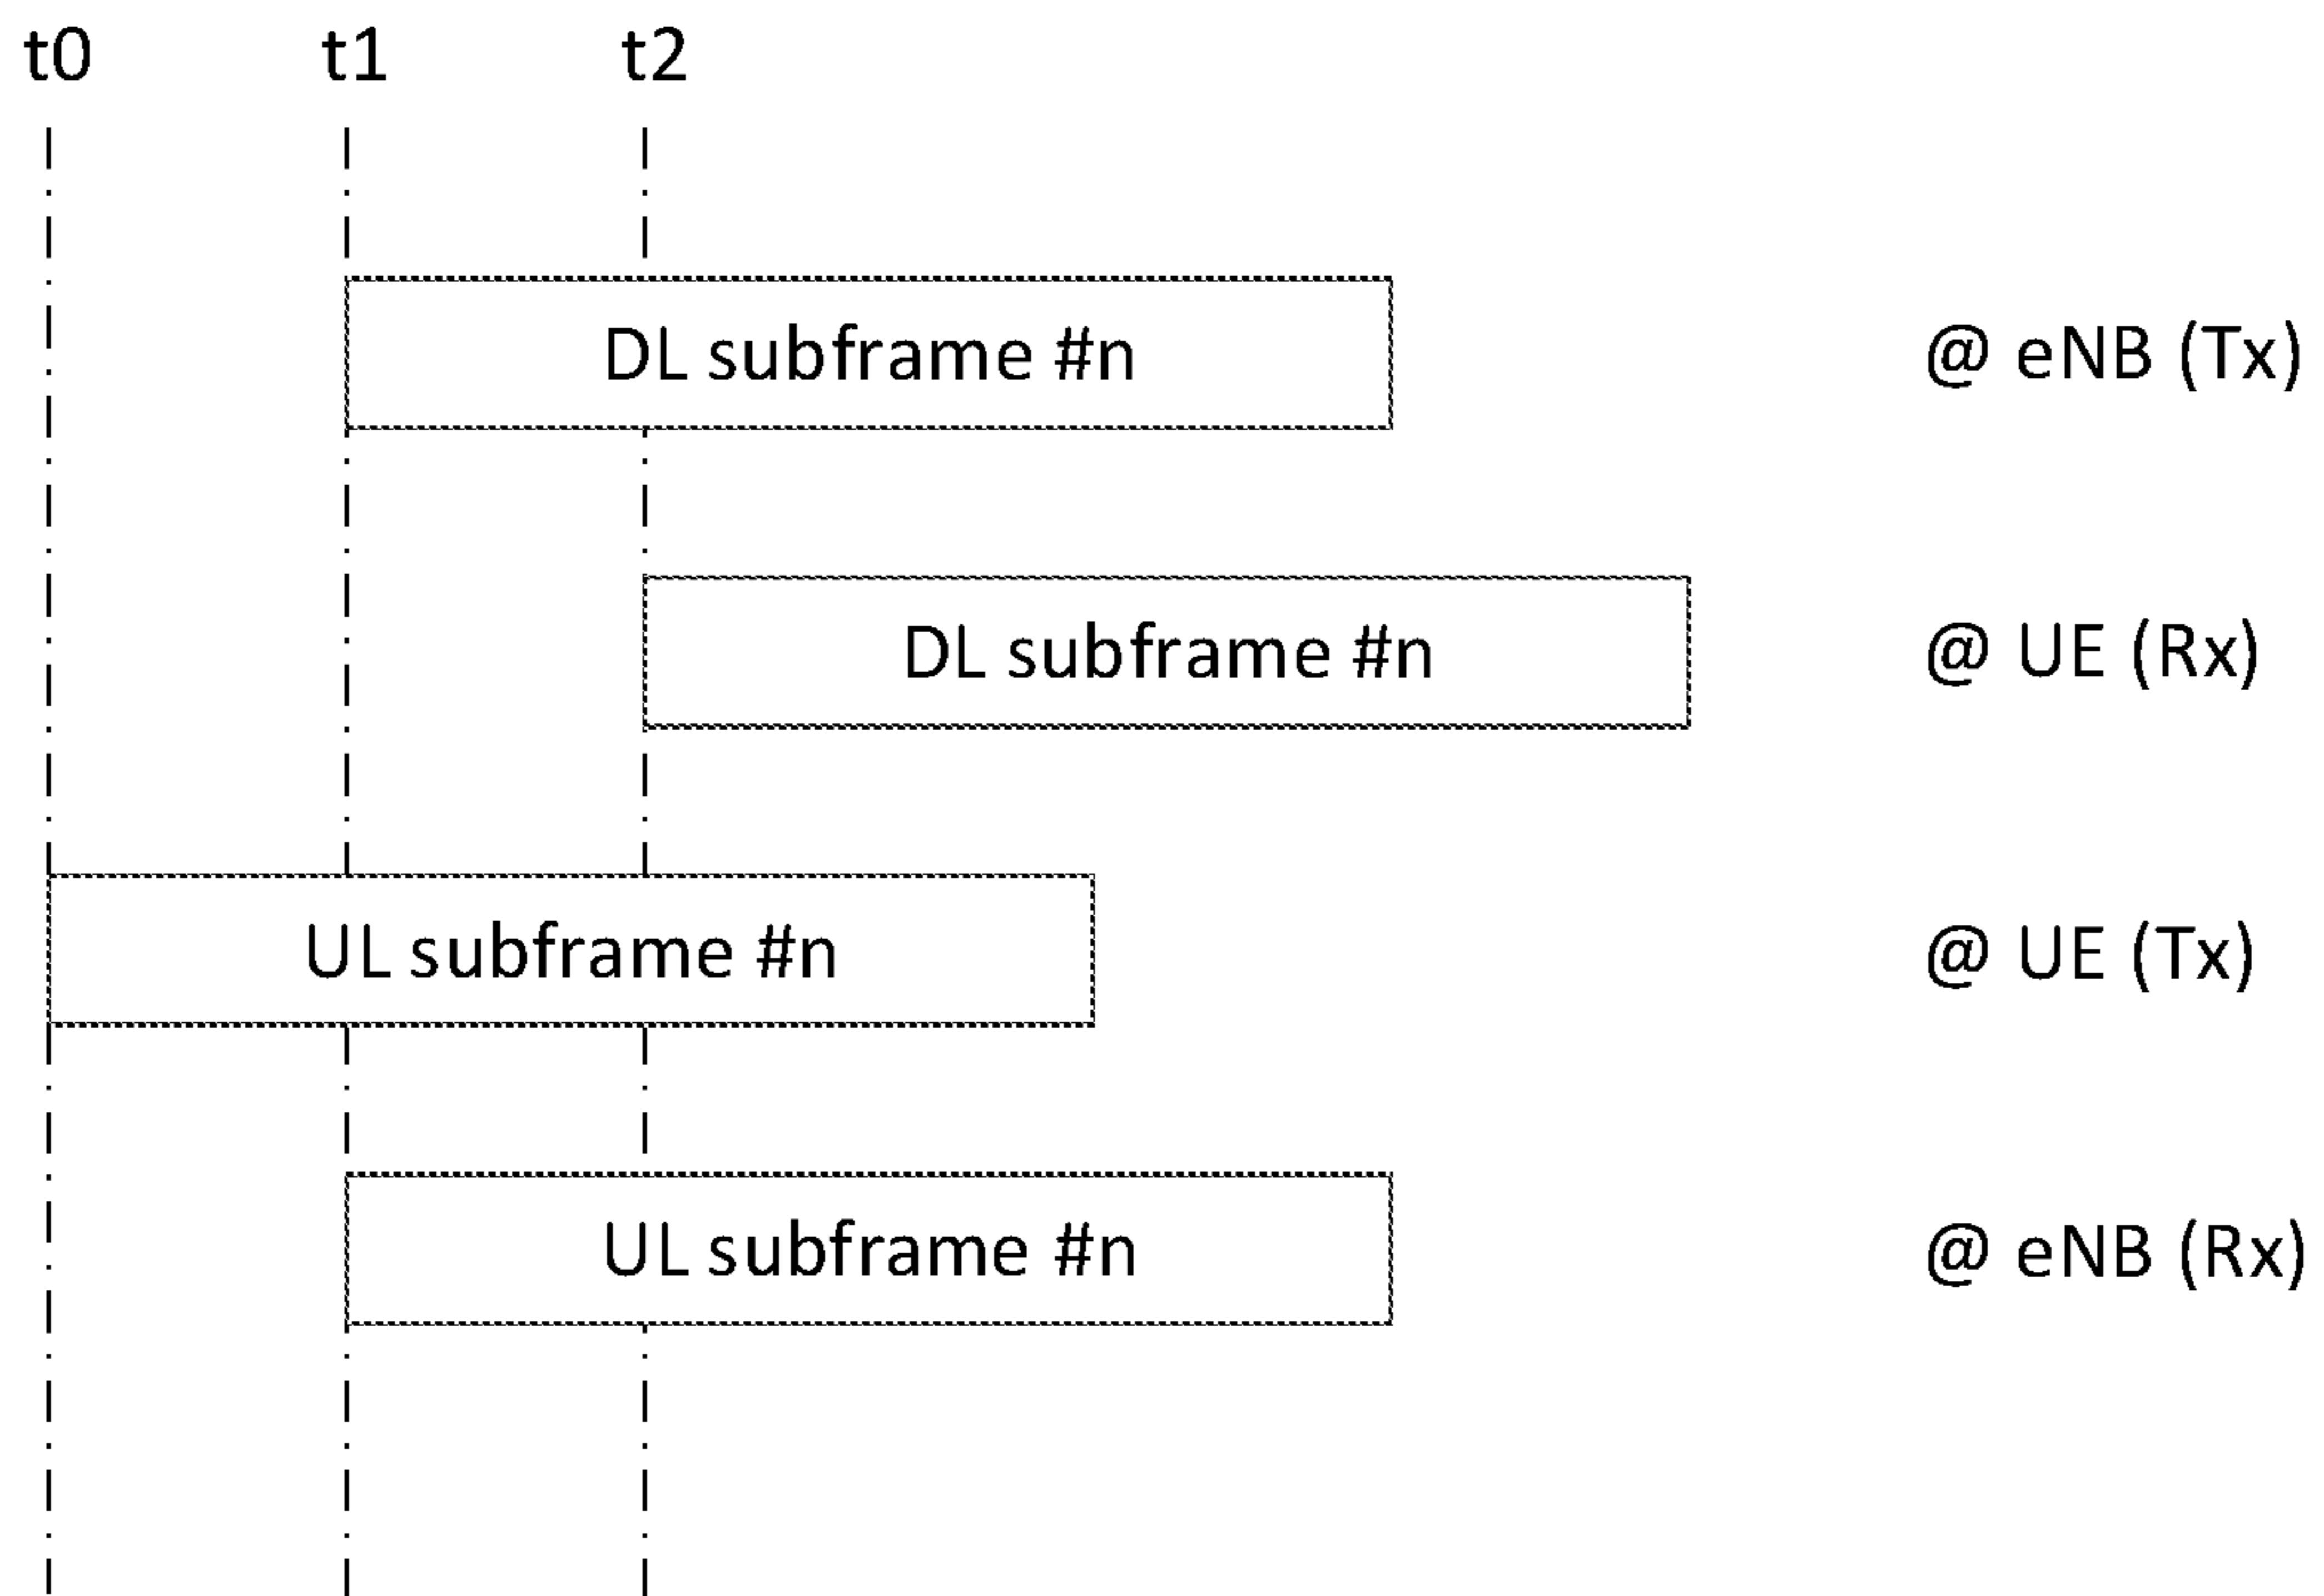 t0 t1 t2
DL subframe #n @ eNB (Tx)
DL subframe #n @ UE (Rx)
UL subframe #n @ UE (Tx)
UL subframe #n @ eNB (Rx)